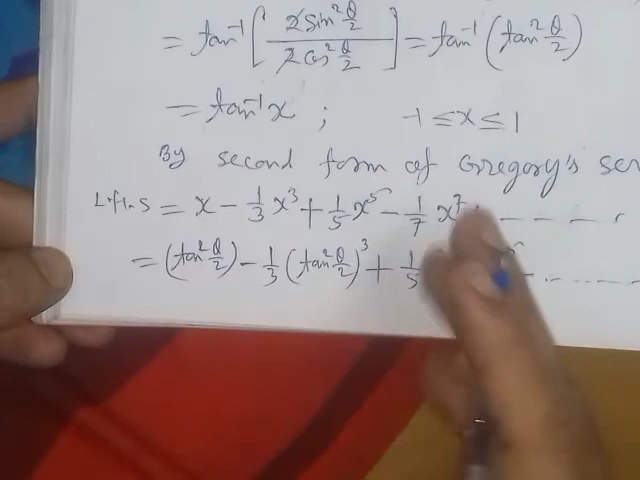 = tan⁻¹[ 2sin²θ/2 / 2cos²θ/2 ] = tan⁻¹(tan²θ/2)
= tan⁻¹x ; -1 ≤ x ≤ 1
By second form of Gregory's
L.H.S = x - 1/3 x³ + 1/5 x⁵ - 1/7 x⁷
= (tan²θ/2) - 1/3 (tan²θ/2)³ + 1/5